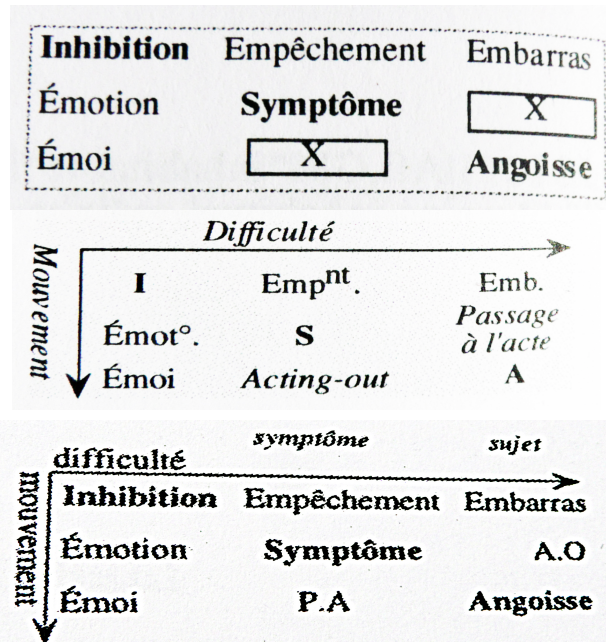 Inhibition Empêchement Embarras
Émotion Symptôme X
Émoi X Angoisse
Difficulté
Mouvement
I Emp^nt. Emb.
Émot°. S Passage à l'acte
Émoi Acting-out A
symptôme sujet
difficulté
mouvement
Inhibition Empêchement Embarras
Émotion Symptôme A.O
Émoi P.A Angoisse